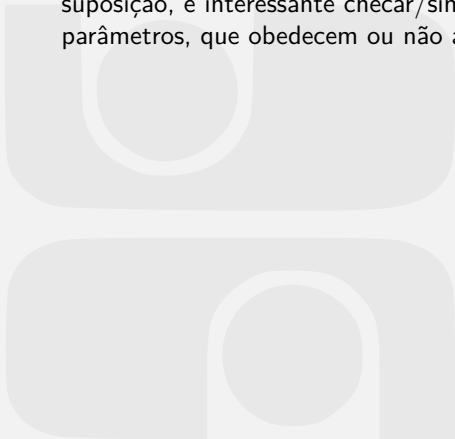 suposição, é interessante checar/sim
parâmetros, que obedecem ou não a